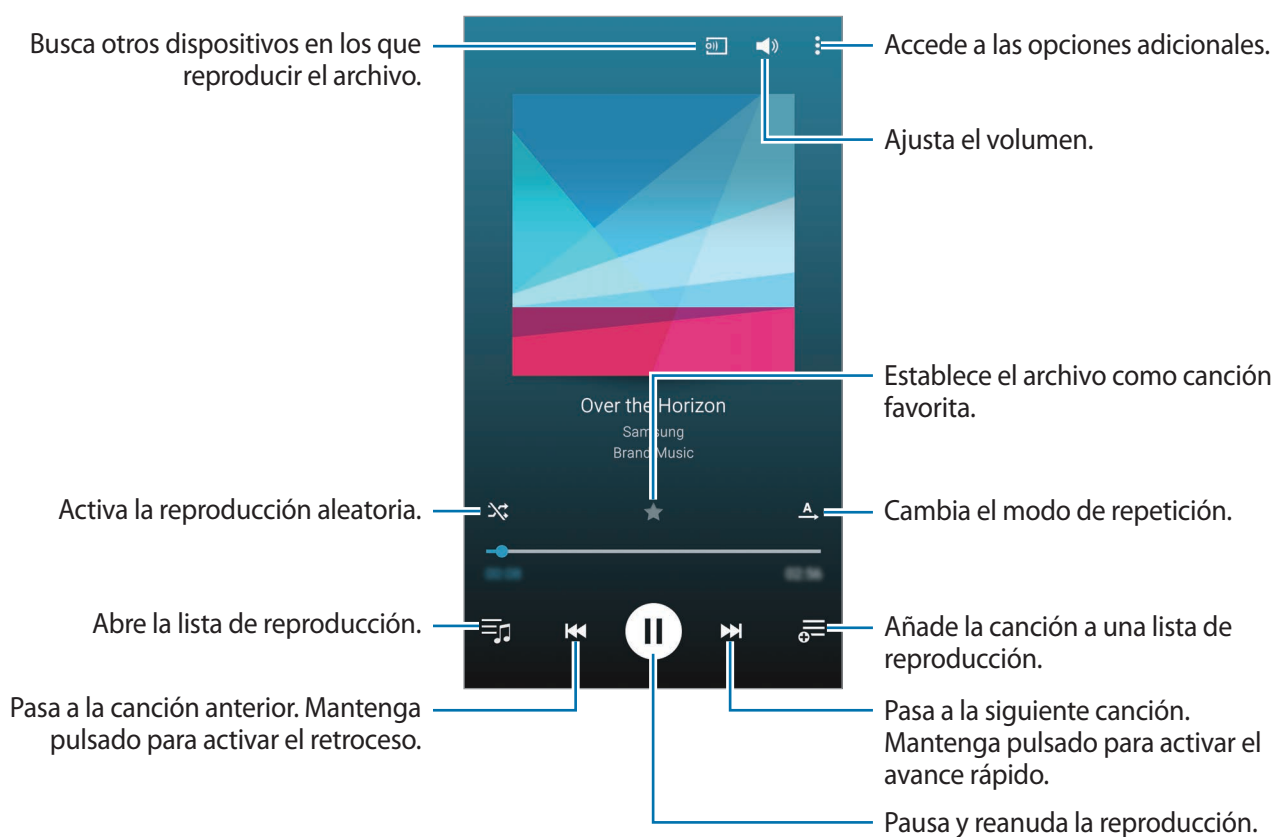 Busca otros dispositivos en los que
reproducir el archivo.
Accede a las opciones adicionales.
Ajusta el volumen.
Establece el archivo como canción
favorita.
Over the Horizon
Samsung
Brand Music
Activa la reproducción aleatoria.
A
Cambia el modo de repetición.
Abre la lista de reproducción.
Añade la canción a una lista de
reproducción.
Pasa a la canción anterior. Mantenga
pulsado para activar el retroceso.
Pasa a la siguiente canción.
Mantenga pulsado para activar el
avance rápido.
Pausa y reanuda la reproducción.